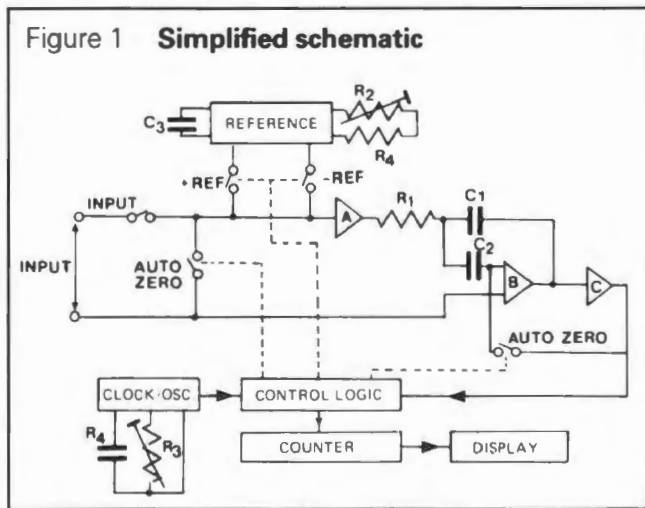 Figure 1 Simplified schematic
R2
C3
REFERENCE
R4
+REF
-REF
INPUT
A
R1
C1
C2
INPUT
AUTO
ZERO
B
C
AUTO ZERO
CLOCK-OSC
CONTROL LOGIC
R4
R3
COUNTER
DISPLAY